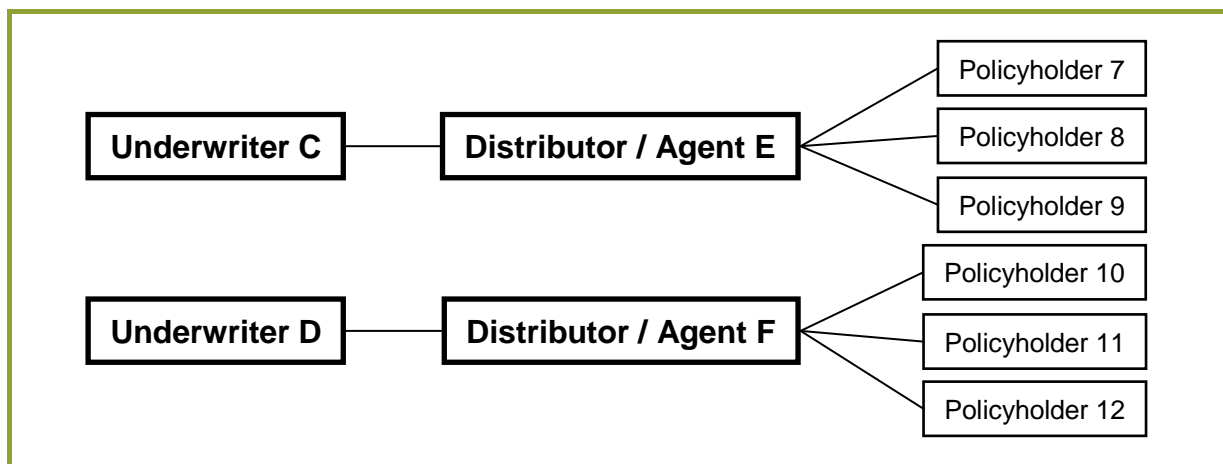 Underwriter C
Distributor / Agent E
Policyholder 7
Policyholder 8
Policyholder 9
Underwriter D
Distributor / Agent F
Policyholder 10
Policyholder 11
Policyholder 12